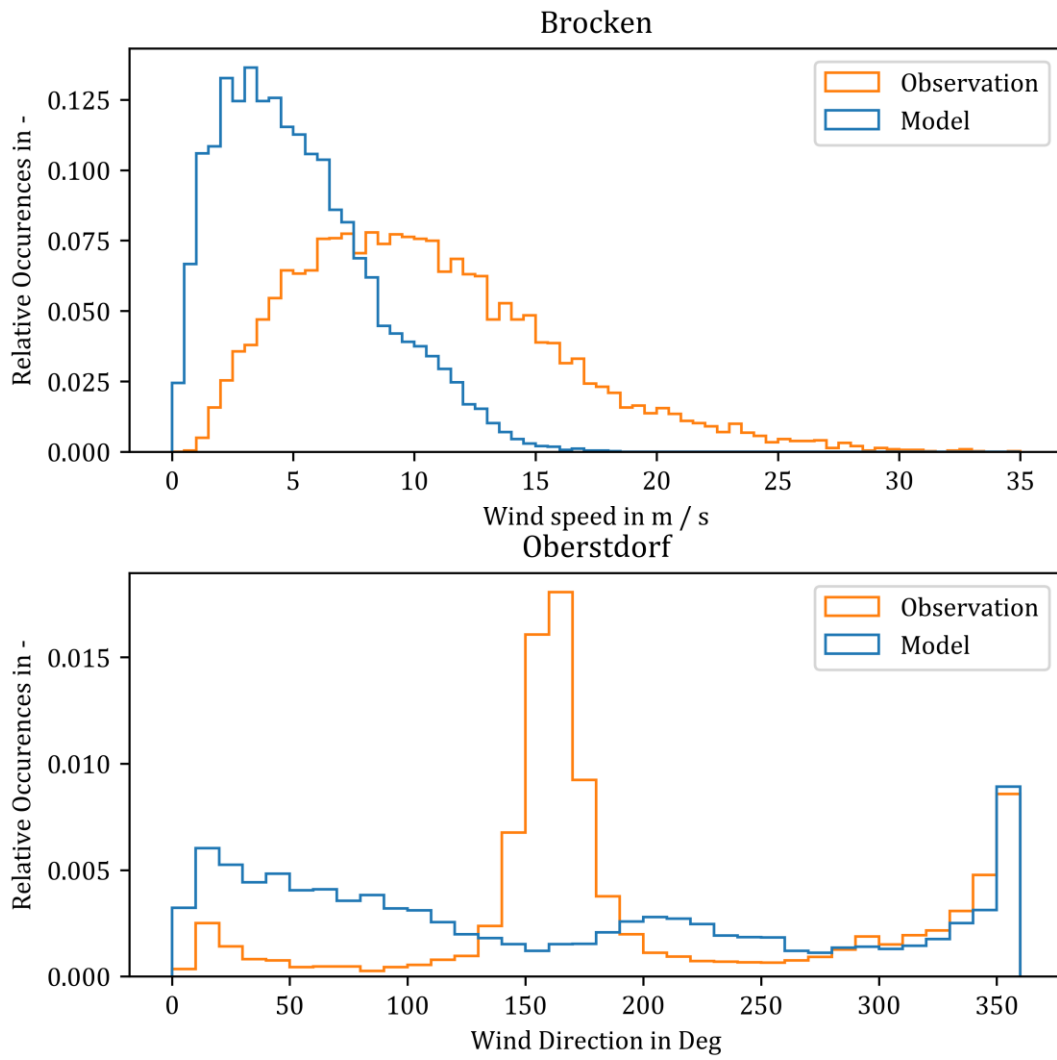 Brocken
Relative Occurences in -
0.125
0.100
0.075
0.050
0.025
0.000
Observation
Model
0 5 10 15 20 25 30 35
Wind speed in m / s
Oberstdorf
Relative Occurences in -
0.015
0.010
0.005
0.000
Observation
Model
0 50 100 150 200 250 300 350
Wind Direction in Deg